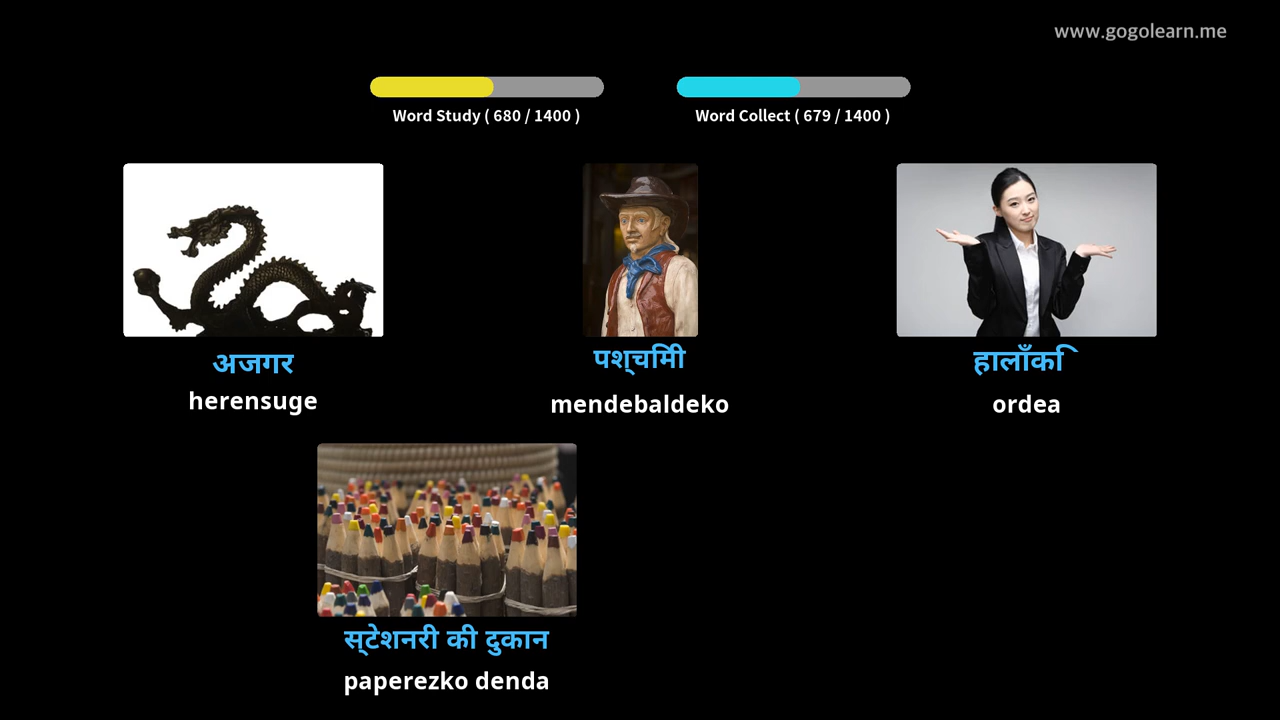 www.gogolearn.me
Word Study ( 680 / 1400 )
Word Collect ( 679 / 1400 )
अजगर
herensuge
पश्चिमी
mendebaldeko
हालाँकि
ordea
स्टेशनरी की दुकान
paperezko denda